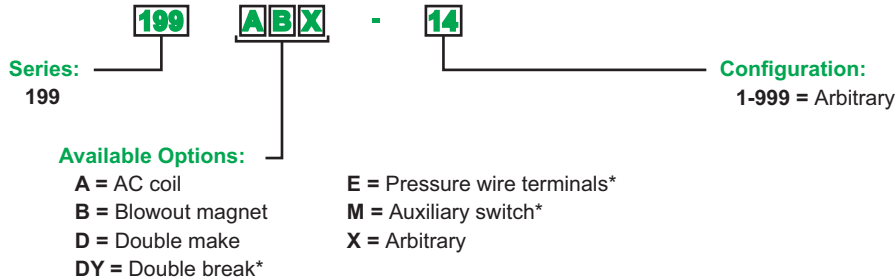 199 ABX - 14
Series:
199
Configuration:
1-999 = Arbitrary
Available Options:
A = AC coil
B = Blowout magnet
D = Double make
DY = Double break*
E = Pressure wire terminals*
M = Auxiliary switch*
X = Arbitrary